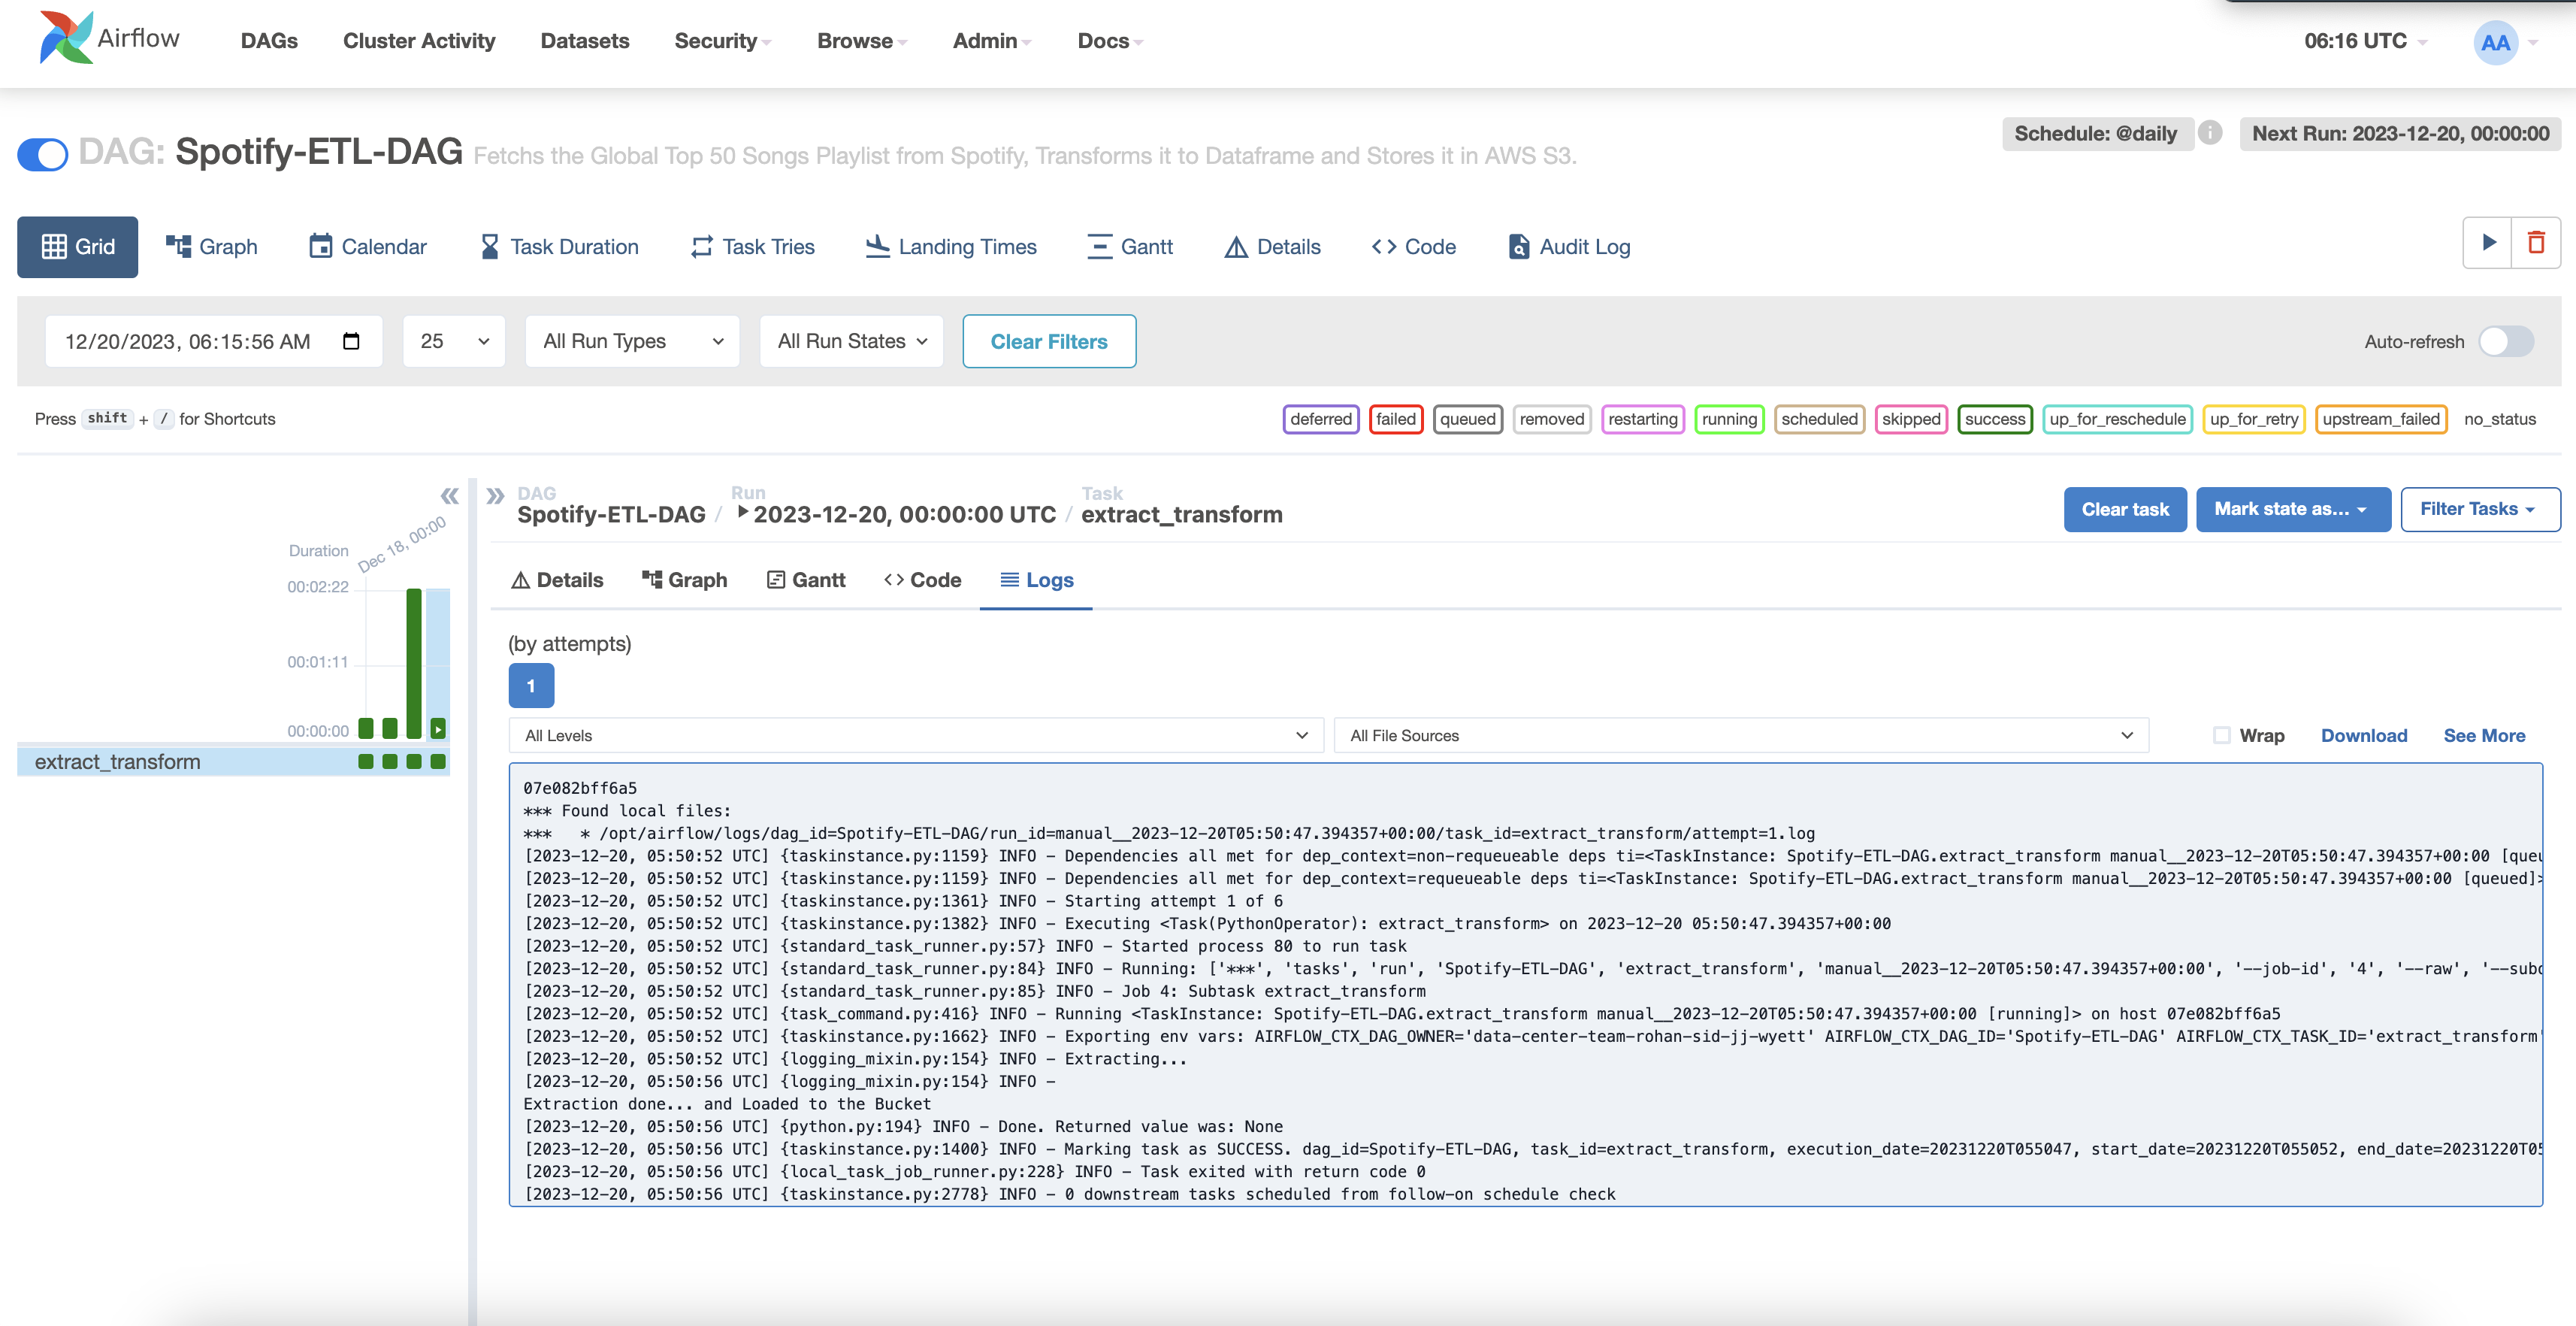 Airflow
DAGs Cluster Activity Datasets Security Browse Admin Docs 06:16 UTC AA
DAG: Spotify-ETL-DAG Fetchs the Global Top 50 Songs Playlist from Spotify, Transforms it to Dataframe and Stores it in AWS S3.
Schedule: @daily Next Run: 2023-12-20, 00:00:00
Grid Graph Calendar Task Duration Task Tries Landing Times Gantt Details Code Audit Log
12/20/2023, 06:15:56 AM 25 All Run Types All Run States Clear Filters Auto-refresh
Press shift + / for Shortcuts
deferred failed queued removed restarting running scheduled skipped success up_for_reschedule up_for_retry upstream_failed no_status
Duration
Dec 18, 00:00
00:02:22
00:01:11
00:00:00
extract_transform
DAG Run Task
Spotify-ETL-DAG / 2023-12-20, 00:00:00 UTC / extract_transform
Clear task Mark state as... Filter Tasks
Details Graph Gantt Code Logs
(by attempts)
1
All Levels All File Sources Wrap Download See More
07e082bff6a5
*** Found local files:
***   * /opt/airflow/logs/dag_id=Spotify-ETL-DAG/run_id=manual__2023-12-20T05:50:47.394357+00:00/task_id=extract_transform/attempt=1.log
[2023-12-20, 05:50:52 UTC] {taskinstance.py:1159} INFO - Dependencies all met for dep_context=non-requeueable deps ti=<TaskInstance: Spotify-ETL-DAG.extract_transform manual__2023-12-20T05:50:47.394357+00:00 [queu
[2023-12-20, 05:50:52 UTC] {taskinstance.py:1159} INFO - Dependencies all met for dep_context=requeueable deps ti=<TaskInstance: Spotify-ETL-DAG.extract_transform manual__2023-12-20T05:50:47.394357+00:00 [queued]>
[2023-12-20, 05:50:52 UTC] {taskinstance.py:1361} INFO - Starting attempt 1 of 6
[2023-12-20, 05:50:52 UTC] {taskinstance.py:1382} INFO - Executing <Task(PythonOperator): extract_transform> on 2023-12-20 05:50:47.394357+00:00
[2023-12-20, 05:50:52 UTC] {standard_task_runner.py:57} INFO - Started process 80 to run task
[2023-12-20, 05:50:52 UTC] {standard_task_runner.py:84} INFO - Running: ['***', 'tasks', 'run', 'Spotify-ETL-DAG', 'extract_transform', 'manual__2023-12-20T05:50:47.394357+00:00', '--job-id', '4', '--raw', '--subd
[2023-12-20, 05:50:52 UTC] {standard_task_runner.py:85} INFO - Job 4: Subtask extract_transform
[2023-12-20, 05:50:52 UTC] {task_command.py:416} INFO - Running <TaskInstance: Spotify-ETL-DAG.extract_transform manual__2023-12-20T05:50:47.394357+00:00 [running]> on host 07e082bff6a5
[2023-12-20, 05:50:52 UTC] {taskinstance.py:1662} INFO - Exporting env vars: AIRFLOW_CTX_DAG_OWNER='data-center-team-rohan-sid-jj-wyett' AIRFLOW_CTX_DAG_ID='Spotify-ETL-DAG' AIRFLOW_CTX_TASK_ID='extract_transform'
[2023-12-20, 05:50:52 UTC] {logging_mixin.py:154} INFO - Extracting...
[2023-12-20, 05:50:56 UTC] {logging_mixin.py:154} INFO -
Extraction done... and Loaded to the Bucket
[2023-12-20, 05:50:56 UTC] {python.py:194} INFO - Done. Returned value was: None
[2023-12-20, 05:50:56 UTC] {taskinstance.py:1400} INFO - Marking task as SUCCESS. dag_id=Spotify-ETL-DAG, task_id=extract_transform, execution_date=20231220T055047, start_date=20231220T055052, end_date=20231220T05
[2023-12-20, 05:50:56 UTC] {local_task_job_runner.py:228} INFO - Task exited with return code 0
[2023-12-20, 05:50:56 UTC] {taskinstance.py:2778} INFO - 0 downstream tasks scheduled from follow-on schedule check